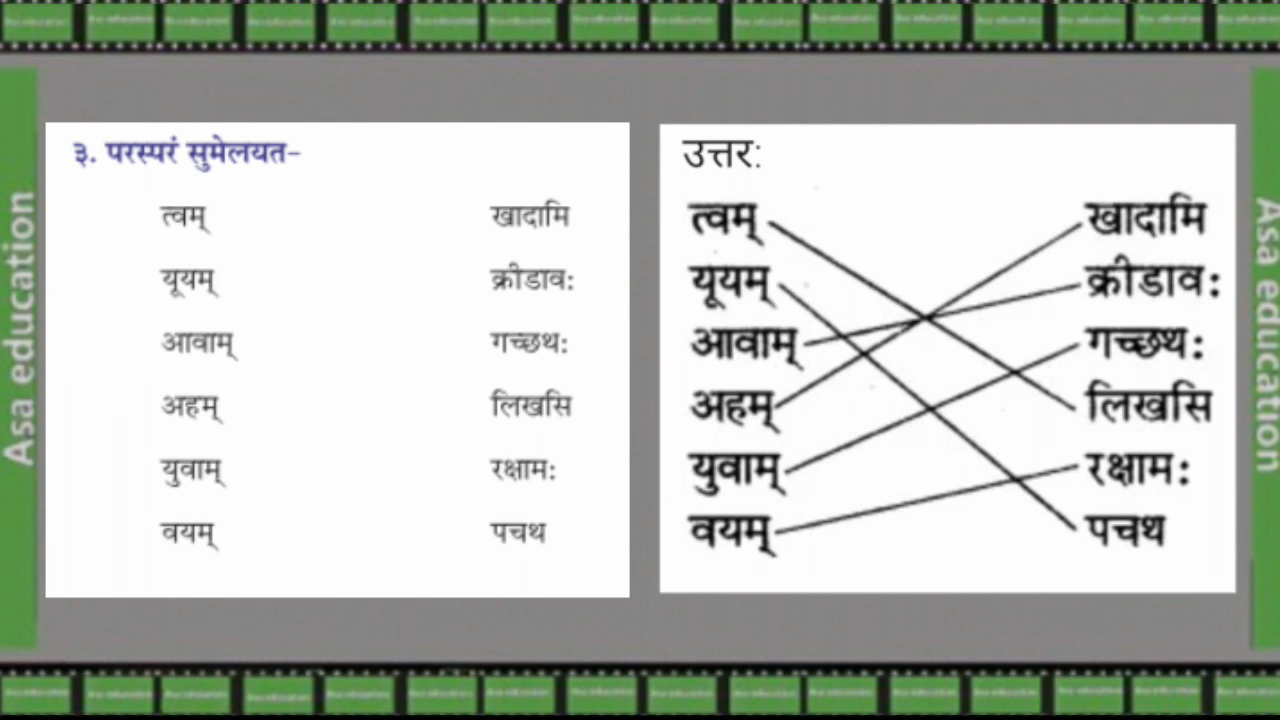 ३. परस्परं सुमेलयत-
त्वम् खादामि
यूयम् क्रीडाव:
आवाम् गच्छथ:
अहम् लिखसि
युवाम् रक्षाम:
वयम् पचथ
उत्तर:
त्वम् खादामि
यूयम् क्रीडाव:
आवाम् गच्छथ:
अहम् लिखसि
युवाम् रक्षाम:
वयम् पचथ
Asa education
Asa education